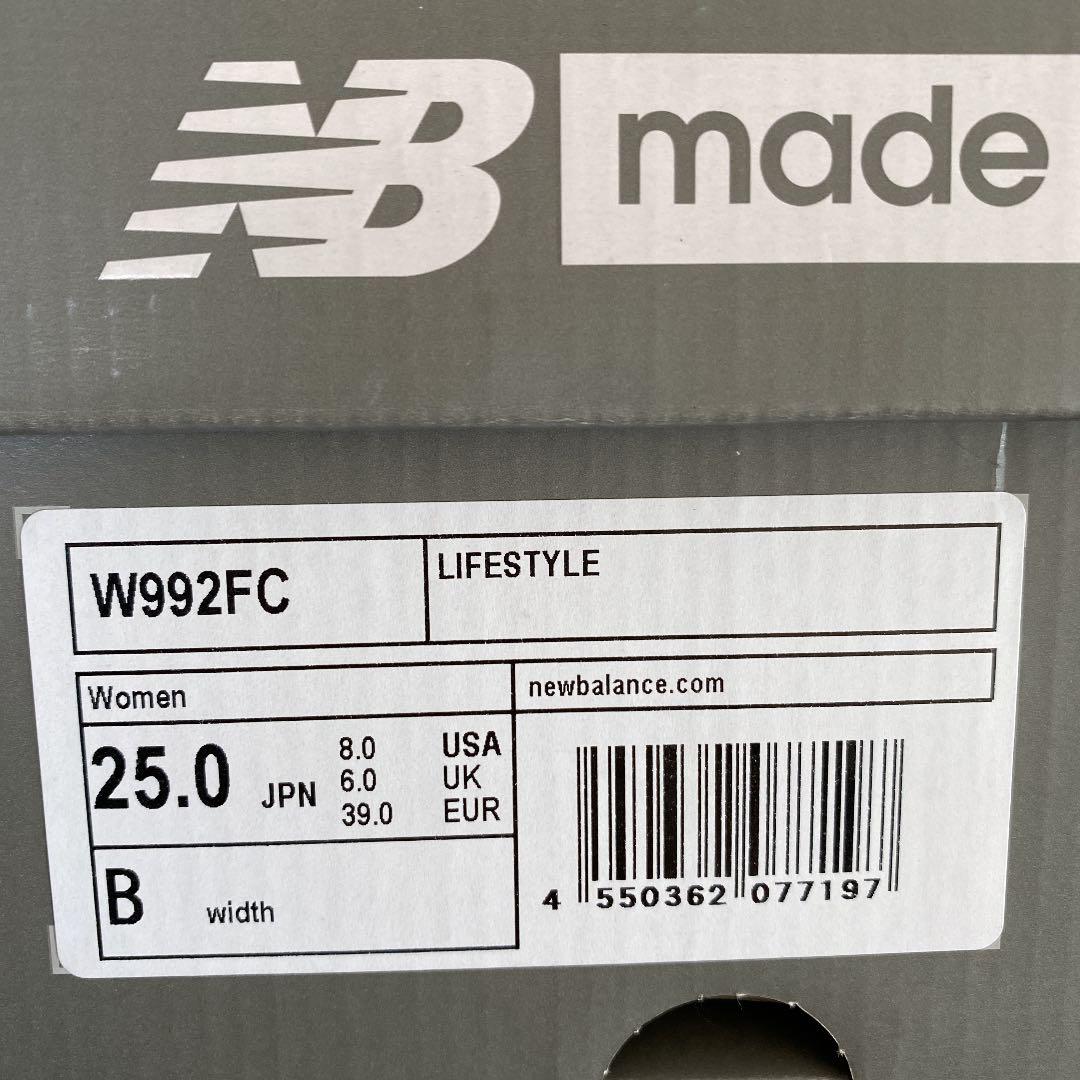 NB made
W992FC
LIFESTYLE
Women
newbalance.com
25.0 JPN
8.0 USA
6.0 UK
39.0 EUR
B width
4 550362 077197